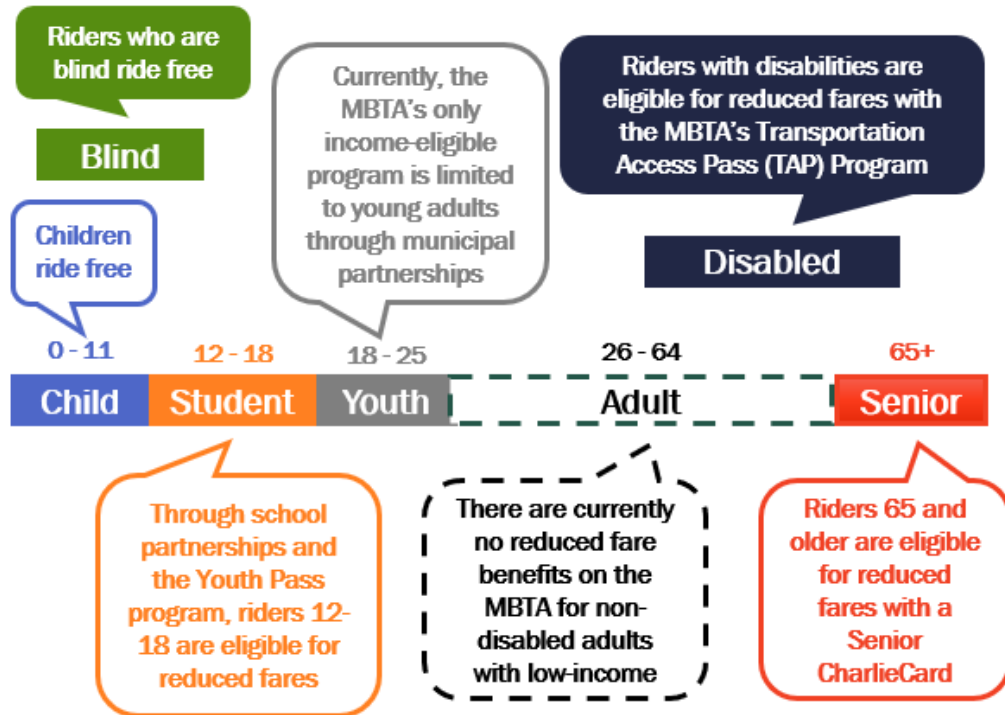 Riders who are
blind ride free
Blind
Currently, the
MBTA's only
income-eligible
program is limited
to young adults
through municipal
partnerships
Riders with disabilities are
eligible for reduced fares with
the MBTA's Transportation
Access Pass (TAP) Program
Disabled
Children
ride free
0 - 11
12 - 18
18 - 25
26 - 64
65+
Child
Student
Youth
Adult
Senior
Through school
partnerships and
the Youth Pass
program, riders 12-
18 are eligible for
reduced fares
There are currently
no reduced fare
benefits on the
MBTA for non-
disabled adults
with low-income
Riders 65 and
older are eligible
for reduced
fares with a
Senior
CharlieCard